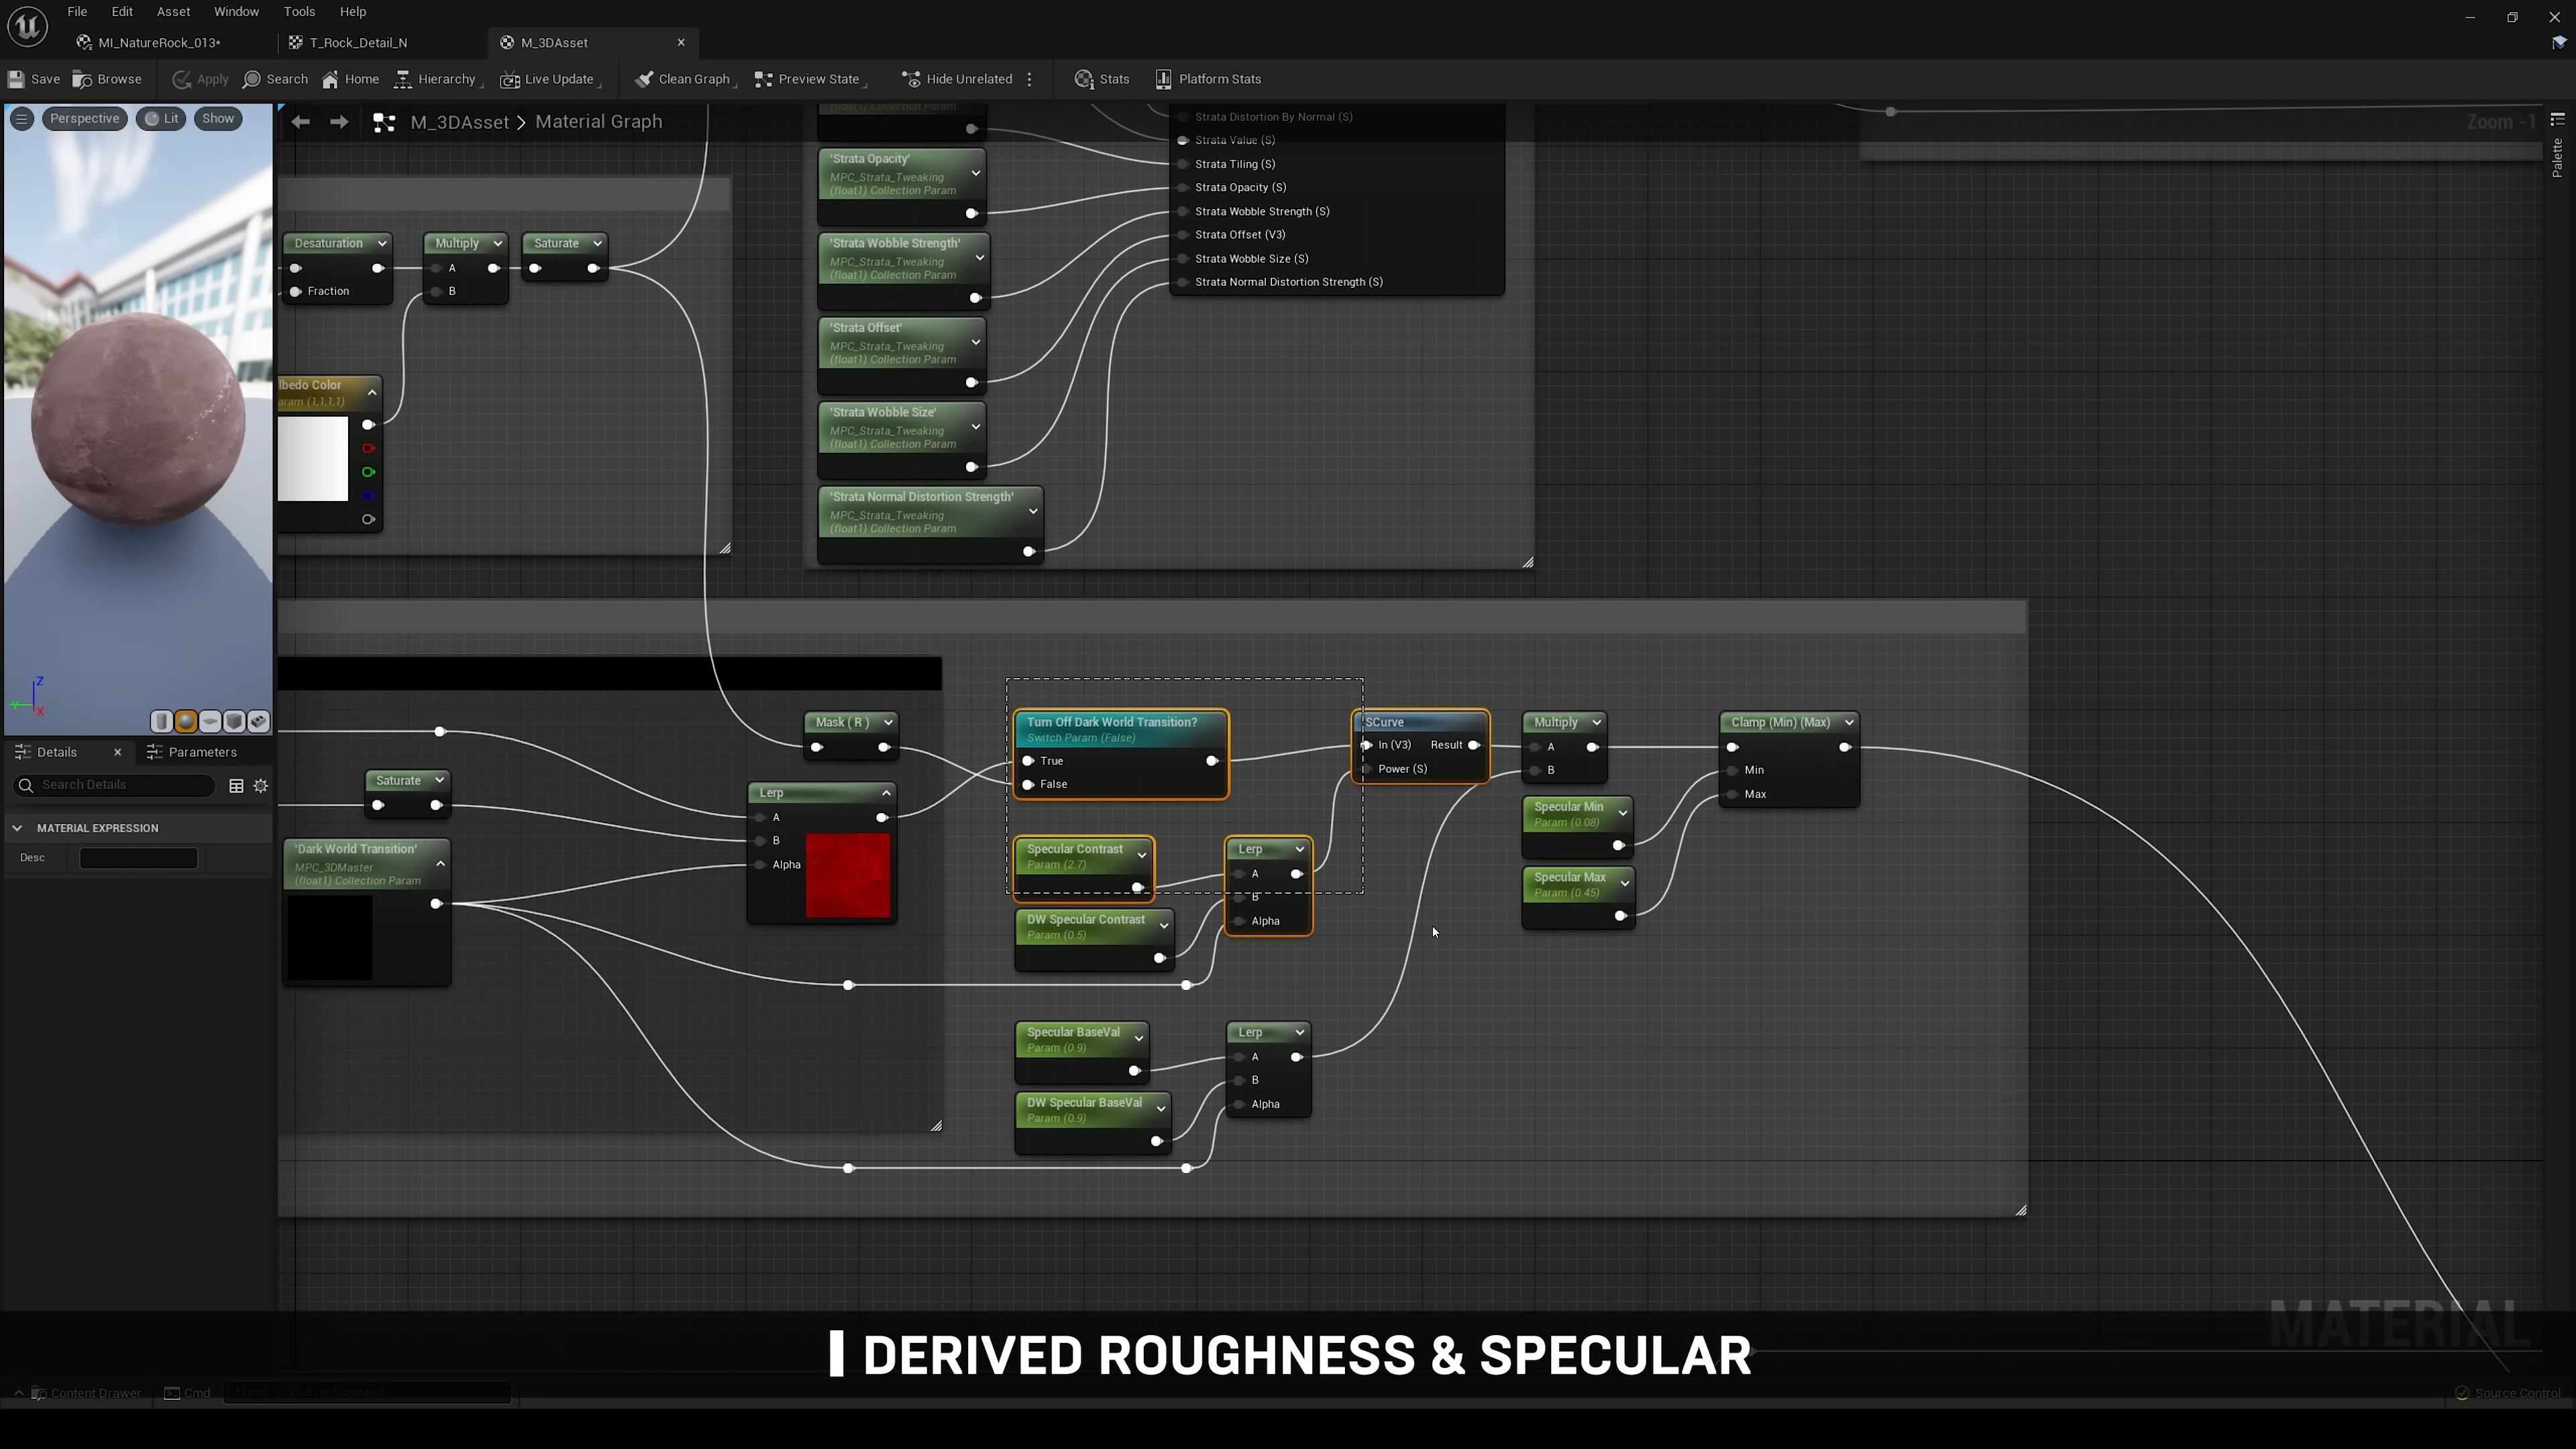 File Edit Asset Window Tools Help
MI_NatureRock_013*
T_Rock_Detail_N
M_3DAsset
Save
Browse
Apply
Search
Home
Hierarchy
Live Update
Clean Graph
Preview State
Hide Unrelated
Stats
Platform Stats
Perspective
Lit
Show
M_3DAsset > Material Graph
Zoom -1
Palette
(float1) Collection Param
Strata Distortion By Normal (S)
Strata Value (S)
Strata Tiling (S)
Strata Opacity (S)
Strata Wobble Strength (S)
Strata Offset (V3)
Strata Wobble Size (S)
Strata Normal Distortion Strength (S)
'Strata Opacity'
MPC_Strata_Tweaking
(float1) Collection Param
'Strata Wobble Strength'
MPC_Strata_Tweaking
(float1) Collection Param
'Strata Offset'
MPC_Strata_Tweaking
(float1) Collection Param
'Strata Wobble Size'
MPC_Strata_Tweaking
(float1) Collection Param
'Strata Normal Distortion Strength'
MPC_Strata_Tweaking
(float1) Collection Param
Desaturation
Fraction
Multiply
A
B
Saturate
lbedo Color
aram (1,1,1,1)
Z
Y
X
Details
Parameters
Search Details
MATERIAL EXPRESSION
Desc
Saturate
'Dark World Transition'
MPC_3DMaster
(float1) Collection Param
Mask ( R )
Lerp
A
B
Alpha
Turn Off Dark World Transition?
Switch Param (False)
True
False
SCurve
In (V3) Result
Power (S)
Multiply
A
B
Clamp (Min) (Max)
Min
Max
Specular Min
Param (0.08)
Specular Max
Param (0.45)
Specular Contrast
Param (2.7)
DW Specular Contrast
Param (0.5)
Lerp
A
B
Alpha
Specular BaseVal
Param (0.9)
DW Specular BaseVal
Param (0.9)
Lerp
A
B
Alpha
MATERIAL
DERIVED ROUGHNESS & SPECULAR
Content Drawer
Cmd
Enter Console Command
Source Control